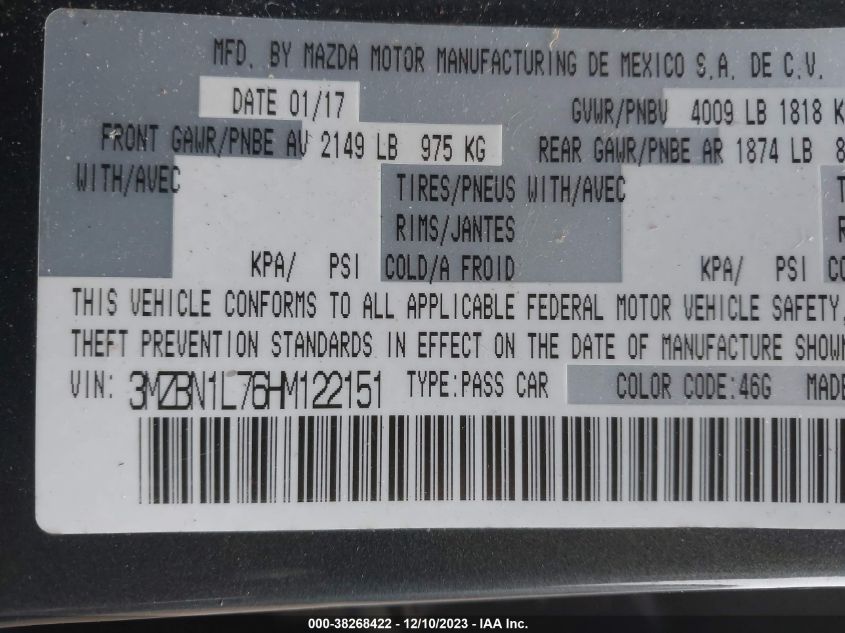 MFD. BY MAZDA MOTOR MANUFACTURING DE MEXICO S.A. DE C.V.
DATE 01/17 GVWR/PNBV 4009 LB 1818 K
FRONT GAWR/PNBE AV 2149 LB 975 KG REAR GAWR/PNBE AR 1874 LB 8
WITH/AVEC TIRES/PNEUS WITH/AVEC T
RIMS/JANTES R
KPA/ PSI COLD/A FROID KPA/ PSI CO
THIS VEHICLE CONFORMS TO ALL APPLICABLE FEDERAL MOTOR VEHICLE SAFETY,
THEFT PREVENTION STANDARDS IN EFFECT ON THE DATE OF MANUFACTURE SHOWN
VIN: 3MZBN1L76HM122151 TYPE:PASS CAR COLOR CODE:46G MADE
000-38268422 - 12/10/2023 - IAA Inc.